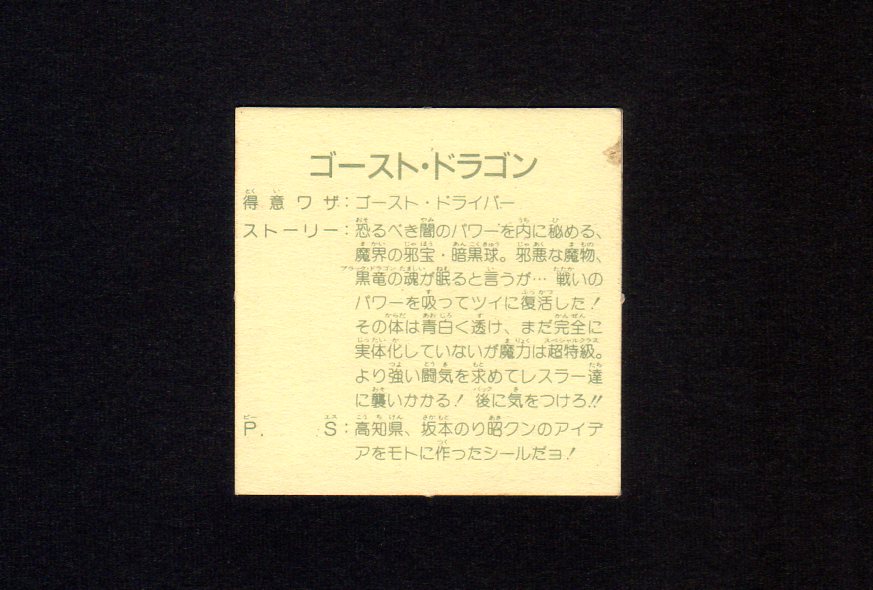 ゴースト・ドラゴン
得意ワザ：ゴースト・ドライバー
ストーリー：恐るべき闇のパワーを内に秘める、
魔界の邪宝・暗黒球。邪悪な魔物、
黒竜の魂が眠ると言うが… 戦いの
パワーを吸ってツイに復活した！
その体は青白く透け、まだ完全に
実体化していないが魔力は超特級。
より強い闘気を求めてレスラー達
に襲いかかる！ 後に気をつけろ!!
P. S：高知県、坂本のり昭クンのアイデ
アをモトに作ったシールだヨ！